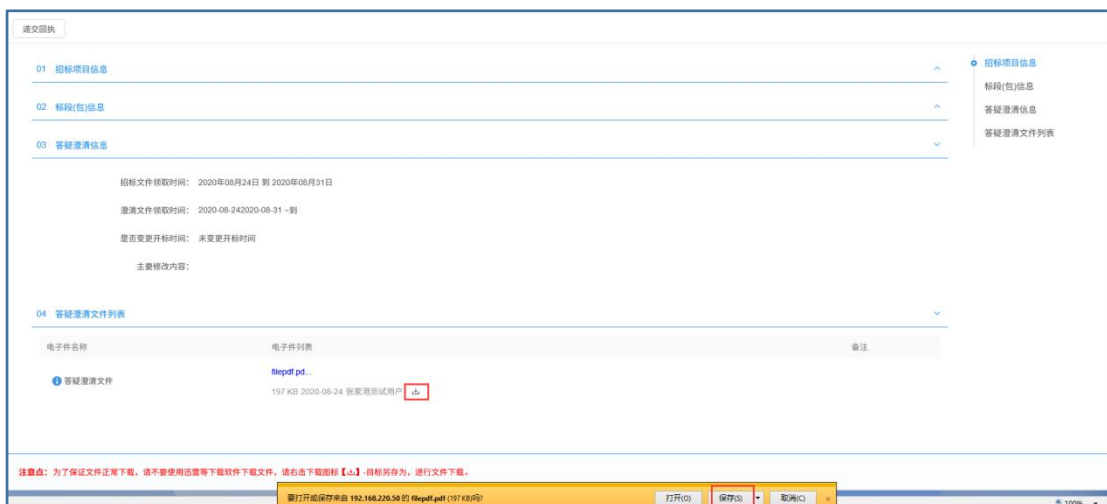 递交回执
01 招标项目信息
02 标段(包)信息
03 答疑澄清信息
招标文件领取时间： 2020年08月24日 到 2020年08月31日
澄清文件领取时间： 2020-08-242020-08-31 ~到
是否变更开标时间： 未变更开标时间
主要修改内容：
04 答疑澄清文件列表
电子件名称 电子件列表 备注
答疑澄清文件
filepdf.pd...
197 KB 2020-08-24 张家港测试用户
招标项目信息
标段(包)信息
答疑澄清信息
答疑澄清文件列表
注意点：为了保证文件正常下载，请不要使用迅雷等下载软件下载文件，请右击下载图标【】-目标另存为，进行文件下载。
要打开或保存来自 192.168.220.50 的 filepdf.pdf (197 KB)吗? 打开(O) 保存(S) 取消(C) ×
100%